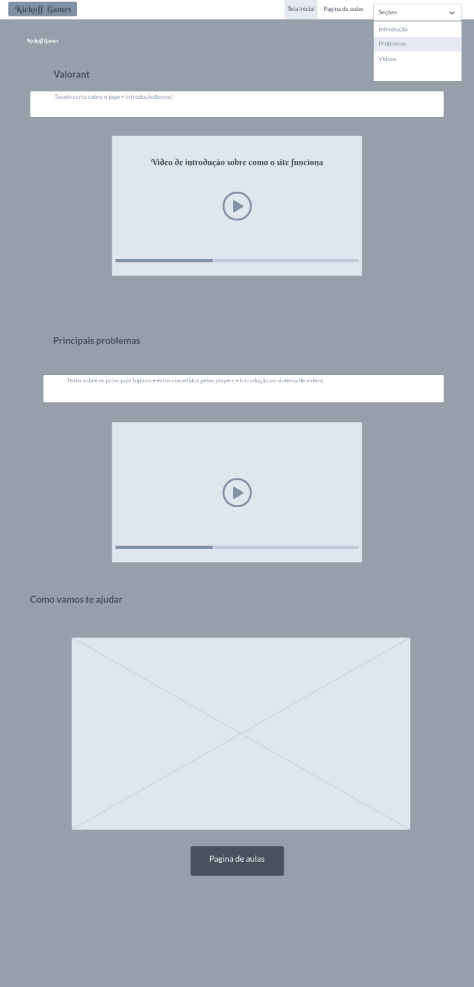 Kickoff Games
Tela Inicial
Pagina de aulas
Seções
Introdução
Problemas
Vídeos
Kickoff Games
Valorant
Texto curto sobre o jogo + introdução(breve)
Video de introdução sobre como o site funciona
Principais problemas
Texto sobre os principais topicos e erros cometidos pelos players e introdução ao sistema de videos
Como vamos te ajudar
Pagina de aulas